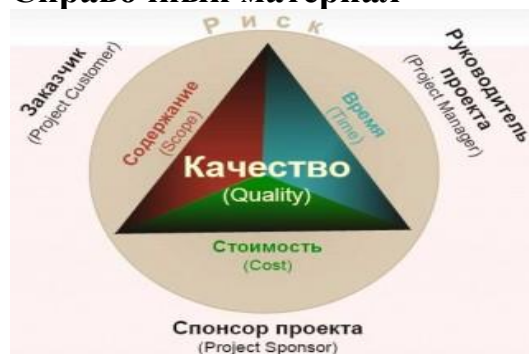 Справочный материал
Риск
Заказчик
(Project Customer)
Руководитель
проекта
(Project Manager)
Содержание
(Scope)
Время
(Time)
Качество
(Quality)
Стоимость
(Cost)
Спонсор проекта
(Project Sponsor)